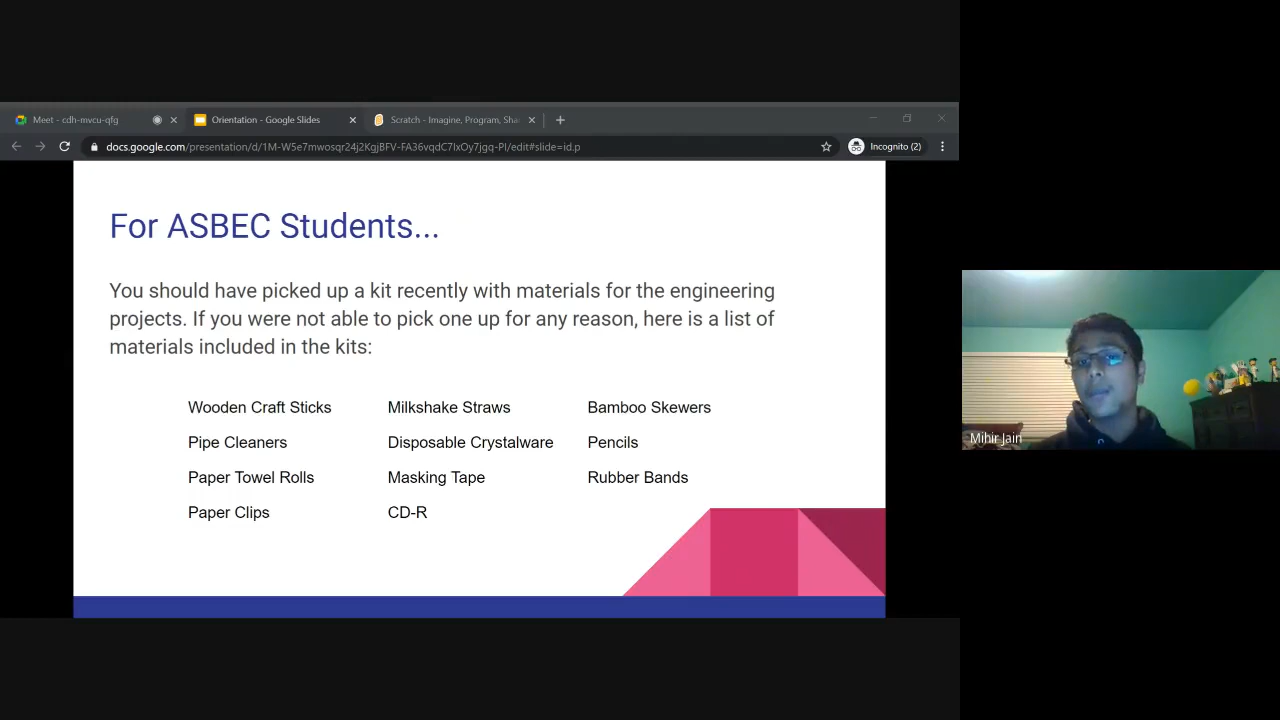 Meet - cdh-mvcu-qfg
Orientation - Google Slides
Scratch - Imagine, Program, Sha
docs.google.com/presentation/d/1M-W5e7mwosqr24j2KgjBFV-FA36vqdC7IxOy7jgq-PI/edit#slide=id.p
Incognito (2)
For ASBEC Students...
You should have picked up a kit recently with materials for the engineering
projects. If you were not able to pick one up for any reason, here is a list of
materials included in the kits:
Wooden Craft Sticks Milkshake Straws Bamboo Skewers
Pipe Cleaners Disposable Crystalware Pencils
Paper Towel Rolls Masking Tape Rubber Bands
Paper Clips CD-R
Mihir Jain